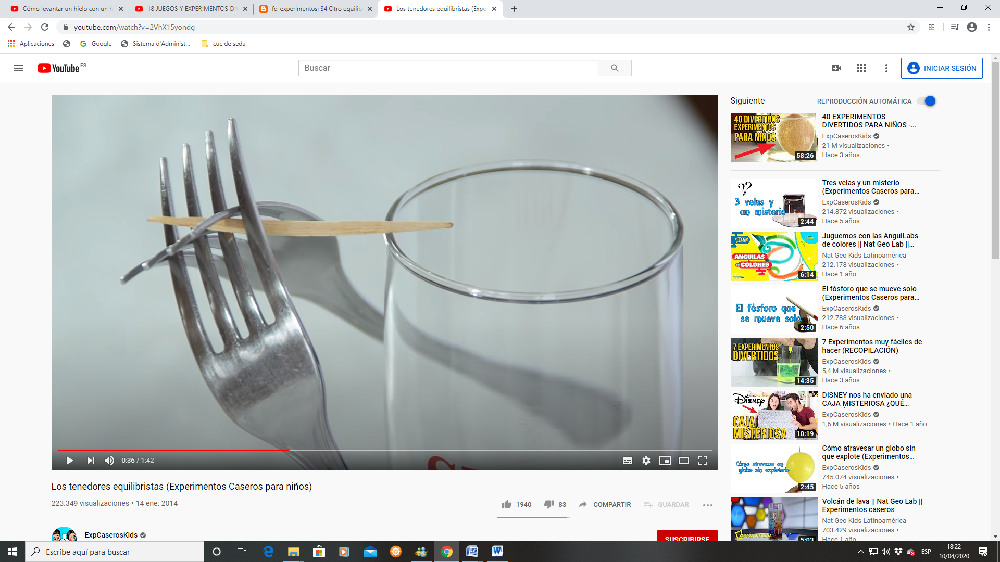 Cómo levantar un hielo con un h
18 JUEGOS Y EXPERIMENTOS DI
fq-experimentos: 34 Otro equilib
Los tenedores equilibristas (Expe
youtube.com/watch?v=2VhX15yondg
Aplicaciones
Google
Sistema d'Administ...
cuc de seda
YouTube ES
Buscar
INICIAR SESIÓN
0:36 / 1:42
Los tenedores equilibristas (Experimentos Caseros para niños)
223.349 visualizaciones • 14 ene. 2014
1940
83
COMPARTIR
GUARDAR
ExpCaserosKids
SUSCRIBIRSE
Siguiente
REPRODUCCIÓN AUTOMÁTICA
40 DIVERTIDOS
EXPERIMENTOS
PARA NIÑOS
58:26
40 EXPERIMENTOS
DIVERTIDOS PARA NIÑOS -...
ExpCaserosKids
21 M visualizaciones •
Hace 3 años
??
3 velas y
un misterio
2:44
Tres velas y un misterio
(Experimentos Caseros para...
ExpCaserosKids
214.872 visualizaciones •
Hace 5 años
LAB
ANGUILAS
DE COLORES
6:14
Juguemos con las AnguiLabs
de colores || Nat Geo Lab ||...
Nat Geo Kids Latinoamérica
212.178 visualizaciones •
Hace 1 año
El fósforo que
se mueve solo
2:50
El fósforo que se mueve solo
(Experimentos Caseros para...
ExpCaserosKids
212.783 visualizaciones •
Hace 6 años
7 EXPERIMENTOS
DIVERTIDOS
14:35
7 Experimentos muy fáciles de
hacer (RECOPILACIÓN)
ExpCaserosKids
5,4 M visualizaciones •
Hace 3 años
DISNEY
CAJA
MISTERIOSA
10:19
DISNEY nos ha enviado una
CAJA MISTERIOSA ¿QUÉ...
ExpCaserosKids
1,6 M visualizaciones • Hace 1 año
Cómo atravesar un
globo sin explotarlo
2:45
Cómo atravesar un globo sin
que explote (Experimentos...
ExpCaserosKids
745.074 visualizaciones •
Hace 5 años
VOLCÁN DE LAVA
5:03
Volcán de lava || Nat Geo Lab ||
Experimentos caseros
Nat Geo Kids Latinoamérica
703.429 visualizaciones •
Hace 1 año
Escribe aquí para buscar
ESP
18:22
10/04/2020